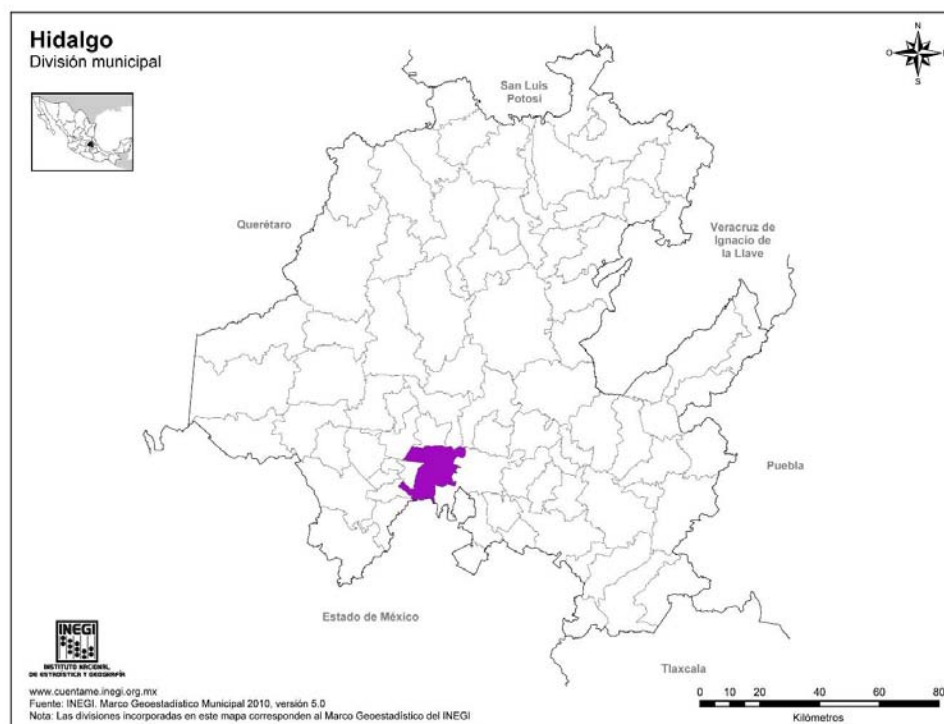 Hidalgo
División municipal
N
O
S
San Luis
Potosí
Querétaro
Veracruz de
Ignacio de
la Llave
Puebla
Estado de México
Tlaxcala
INEGI
INSTITUTO NACIONAL
DE ESTADÍSTICA Y GEOGRAFÍA
www.cuentame.inegi.org.mx
Fuente: INEGI. Marco Geoestadístico Municipal 2010, versión 5.0
Nota: Las divisiones incorporadas en este mapa corresponden al Marco Geoestadístico del INEGI
0 10 20 40 60 80
Kilómetros